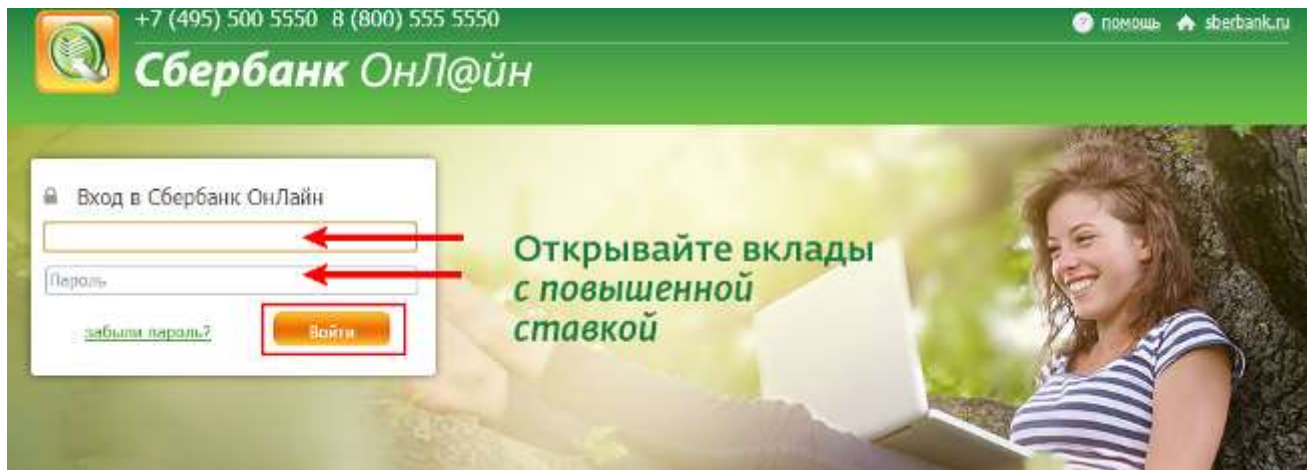 +7 (495) 500 5550 8 (800) 555 5550
помощь sberbank.ru
Сбербанк ОнЛ@йн
Вход в Сбербанк ОнЛайн
Пароль
забыли пароль?
Войти
Открывайте вклады
с повышенной
ставкой